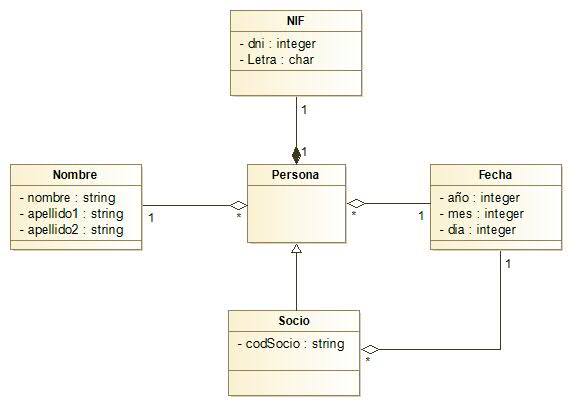 NIF
- dni : integer
- Letra : char
1
1
Nombre
- nombre : string
- apellido1 : string
- apellido2 : string
1
*
Persona
*
1
Fecha
- año : integer
- mes : integer
- dia : integer
1
Socio
- codSocio : string
*